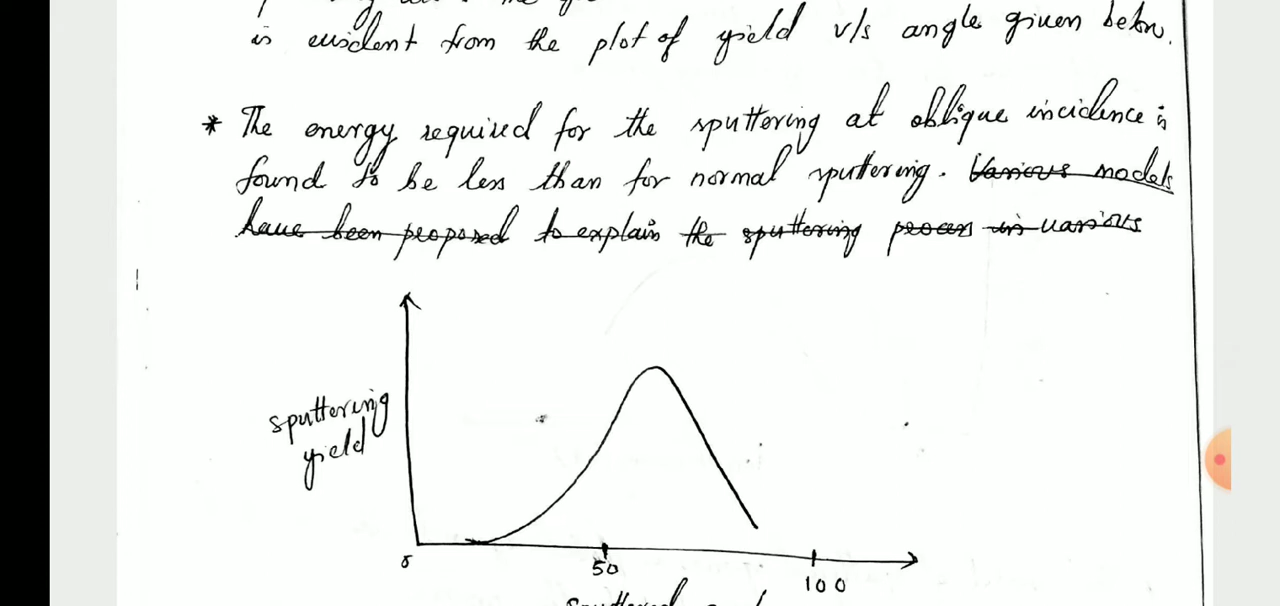 is evident from the plot of yield v/s angle given below.
* The energy required for the sputtering at oblique incidence is
found to be less than for normal sputtering. Various models
have been proposed to explain the sputtering process in various
sputtering
yield
0
50
100